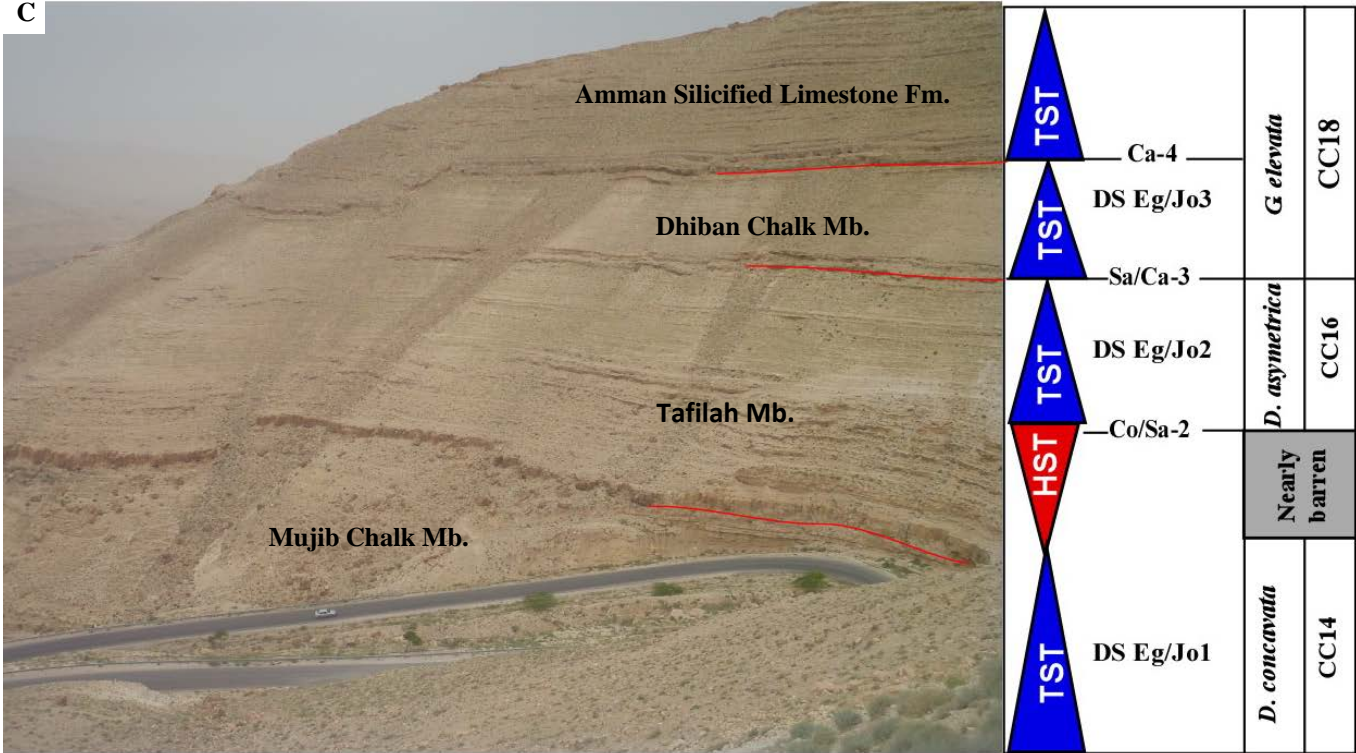 C
Amman Silicified Limestone Fm.
Dhiban Chalk Mb.
Tafilah Mb.
Mujib Chalk Mb.
TST
Ca-4
DS Eg/Jo3
TST
Sa/Ca-3
DS Eg/Jo2
TST
Co/Sa-2
HST
DS Eg/Jo1
TST
G elevata
D. asymetrica
Nearly
barren
D. concavata
CC18
CC16
CC14